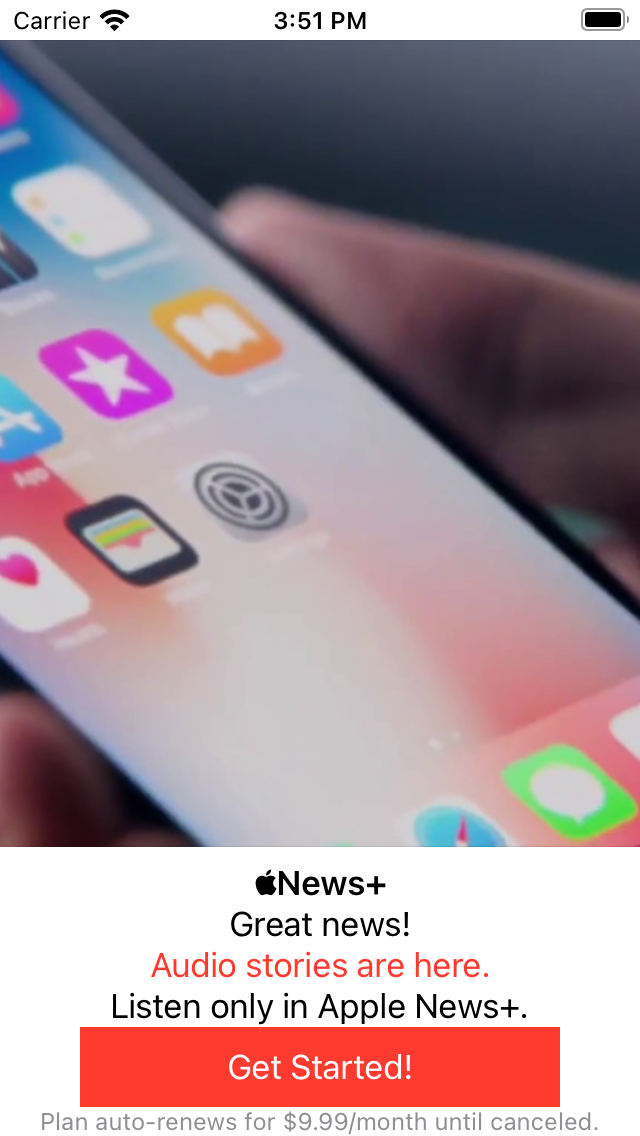 Carrier
3:51 PM
App
News+
Great news!
Audio stories are here.
Listen only in Apple News+.
Get Started!
Plan auto-renews for $9.99/month until canceled.